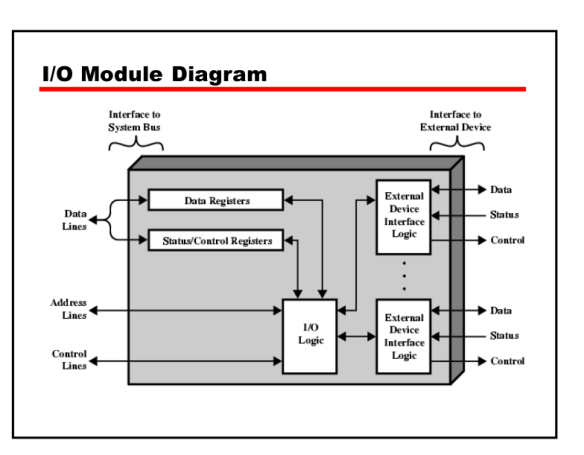 I/O Module Diagram
Interface to
System Bus
Interface to
External Device
Data Registers
Status/Control Registers
Data
Lines
Address
Lines
Control
Lines
I/O
Logic
External
Device
Interface
Logic
Data
Status
Control
External
Device
Interface
Logic
Data
Status
Control